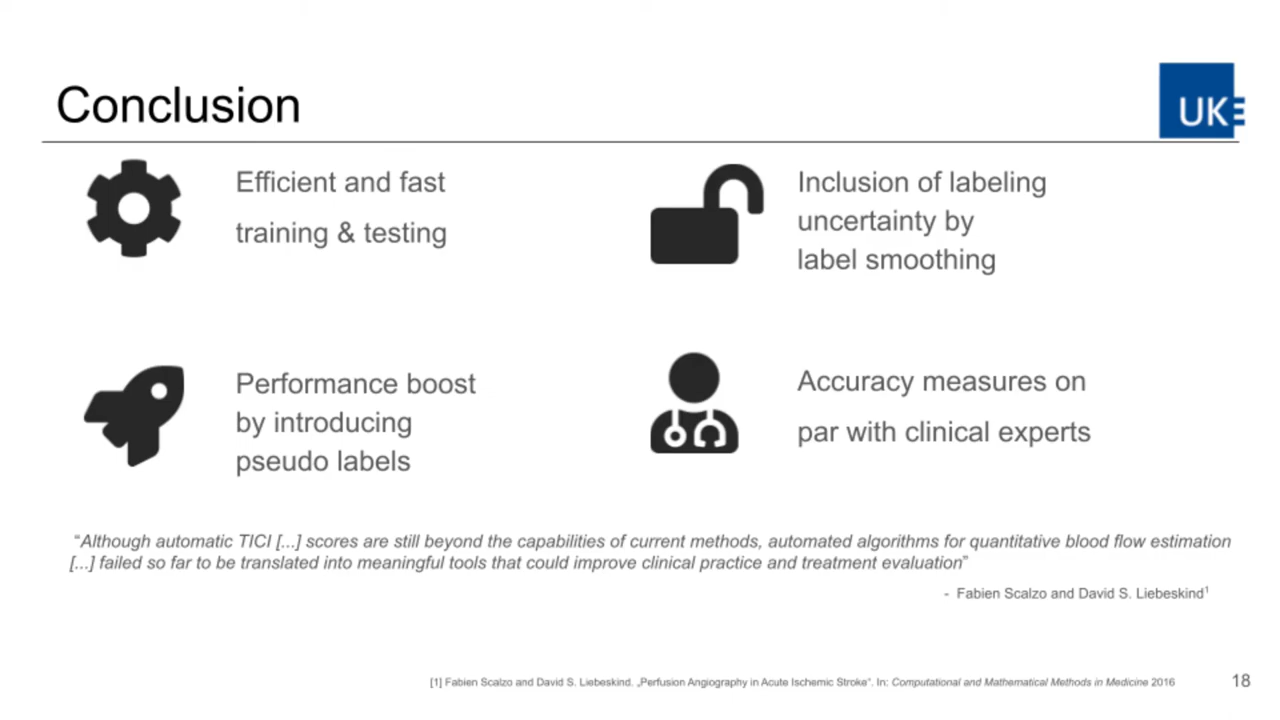 Conclusion
UKE
Efficient and fast
training & testing
Inclusion of labeling
uncertainty by
label smoothing
Performance boost
by introducing
pseudo labels
Accuracy measures on
par with clinical experts
“Although automatic TICI [...] scores are still beyond the capabilities of current methods, automated algorithms for quantitative blood flow estimation
[...] failed so far to be translated into meaningful tools that could improve clinical practice and treatment evaluation”
- Fabien Scalzo and David S. Liebeskind¹
[1] Fabien Scalzo and David S. Liebeskind. „Perfusion Angiography in Acute Ischemic Stroke“. In: Computational and Mathematical Methods in Medicine 2016
18